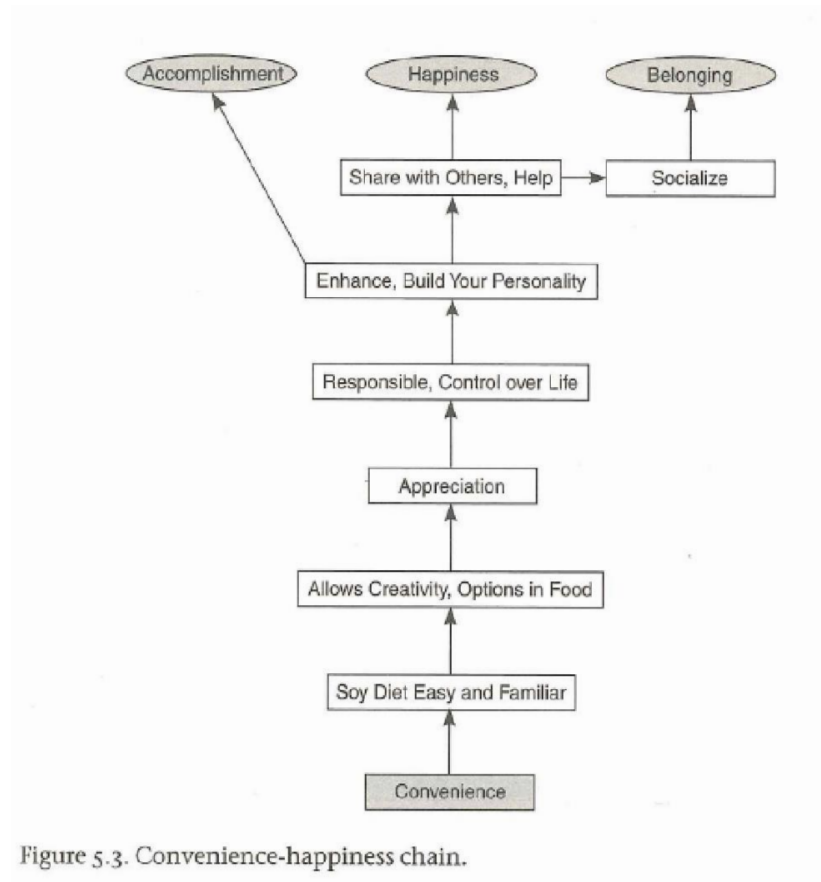 Accomplishment
Happiness
Belonging
Share with Others, Help
Socialize
Enhance, Build Your Personality
Responsible, Control over Life
Appreciation
Allows Creativity, Options in Food
Soy Diet Easy and Familiar
Convenience
Figure 5.3. Convenience-happiness chain.